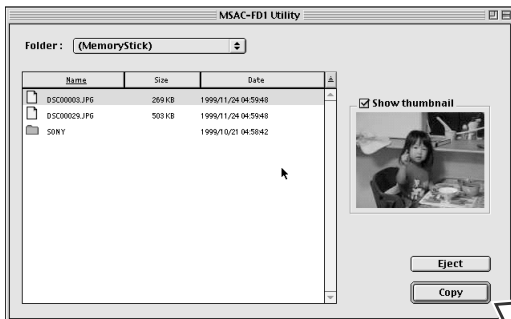 MSAC-FD1 Utility
Folder : (MemoryStick)
Name Size Date
DSC00003.JPG 269 KB 1999/11/24 04:59:48
DSC00029.JPG 503 KB 1999/11/24 04:59:48
SONY 1999/10/21 04:58:42
Show thumbnail
Eject
Copy